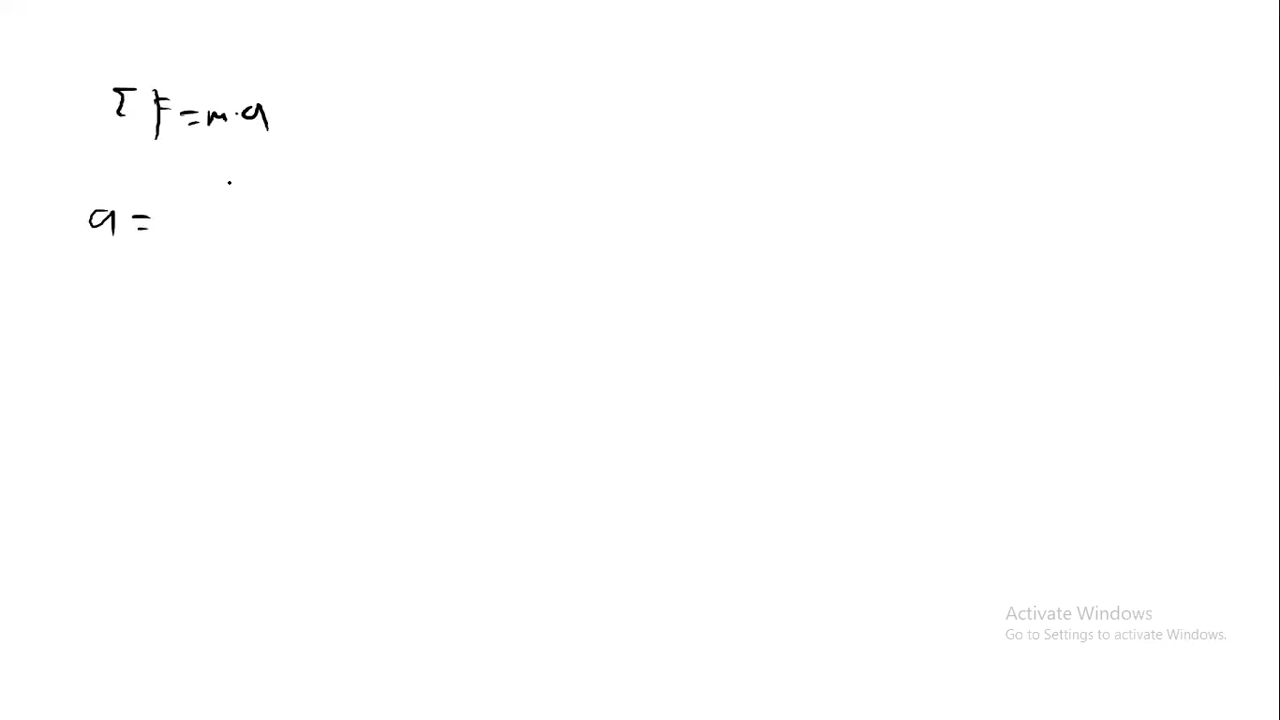 Σ F = m·a
a =
Activate Windows
Go to Settings to activate Windows.